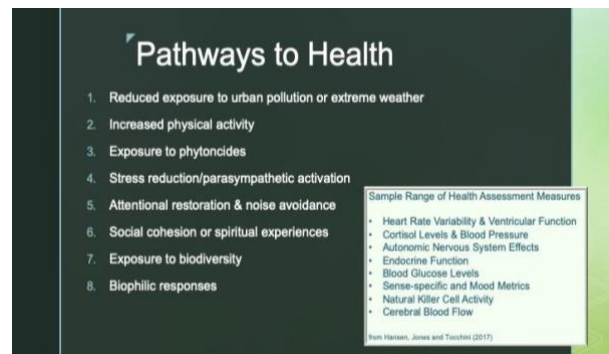 Pathways to Health
1. Reduced exposure to urban pollution or extreme weather
2. Increased physical activity
3. Exposure to phytoncides
4. Stress reduction/parasympathetic activation
5. Attentional restoration & noise avoidance
6. Social cohesion or spiritual experiences
7. Exposure to biodiversity
8. Biophilic responses
Sample Range of Health Assessment Measures
• Heart Rate Variability & Ventricular Function
• Cortisol Levels & Blood Pressure
• Autonomic Nervous System Effects
• Endocrine Function
• Blood Glucose Levels
• Sense-specific and Mood Metrics
• Natural Killer Cell Activity
• Cerebral Blood Flow
from Hansen, Jones and Tocchini (2017)